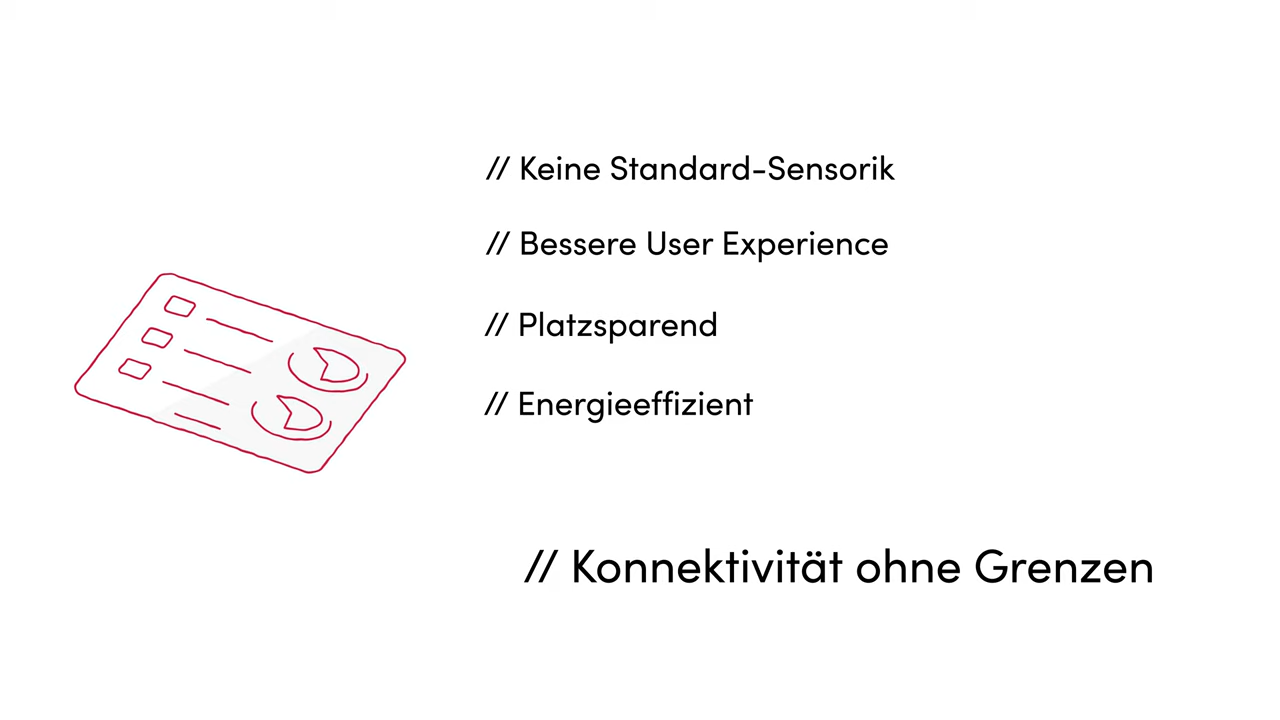 // Keine Standard-Sensorik
// Bessere User Experience
// Platzsparend
// Energieeffizient
// Konnektivität ohne Grenzen